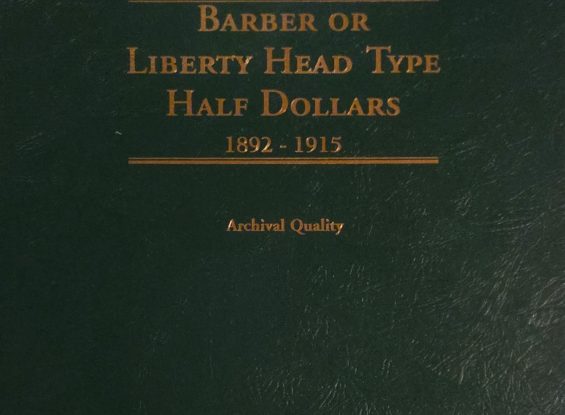 Barber or
Liberty Head Type
Half Dollars
1892 - 1915
Archival Quality